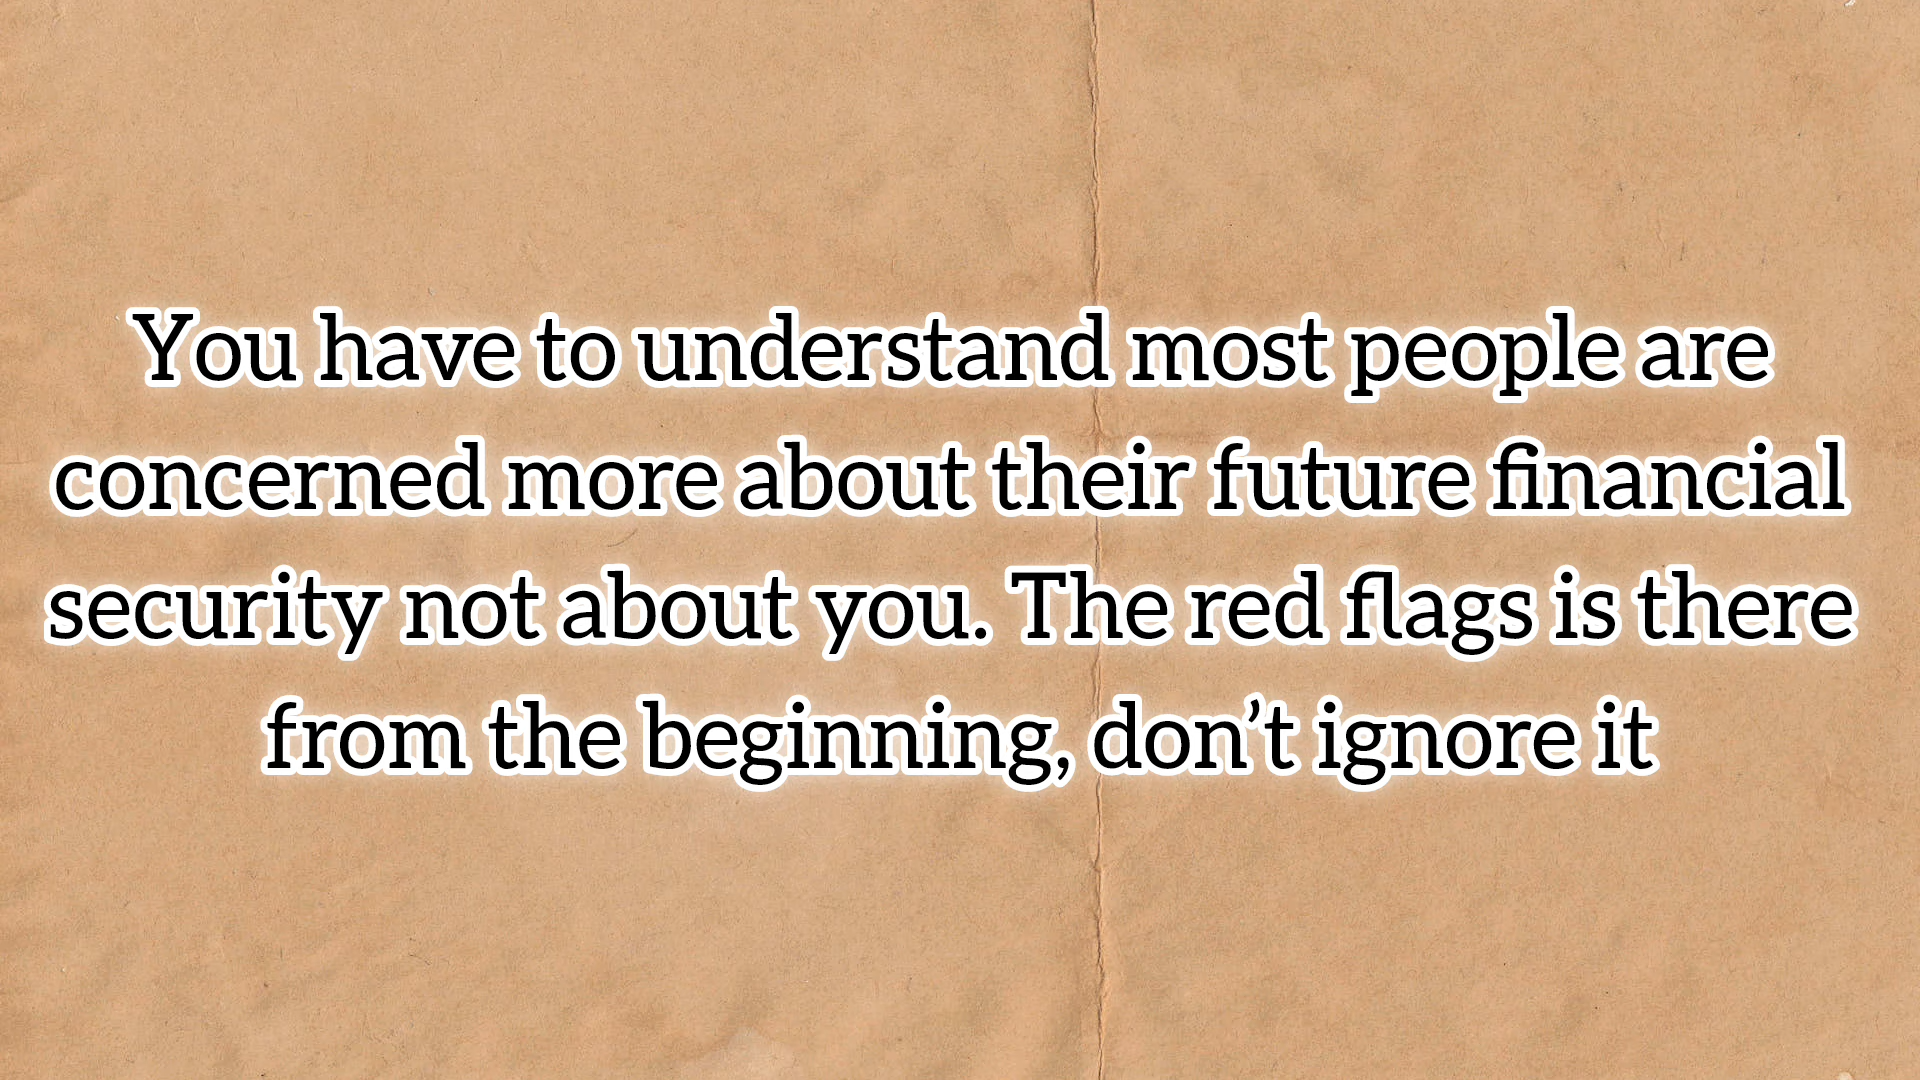 You have to understand most people are
concerned more about their future financial
security not about you. The red flags is there
from the beginning, don’t ignore it